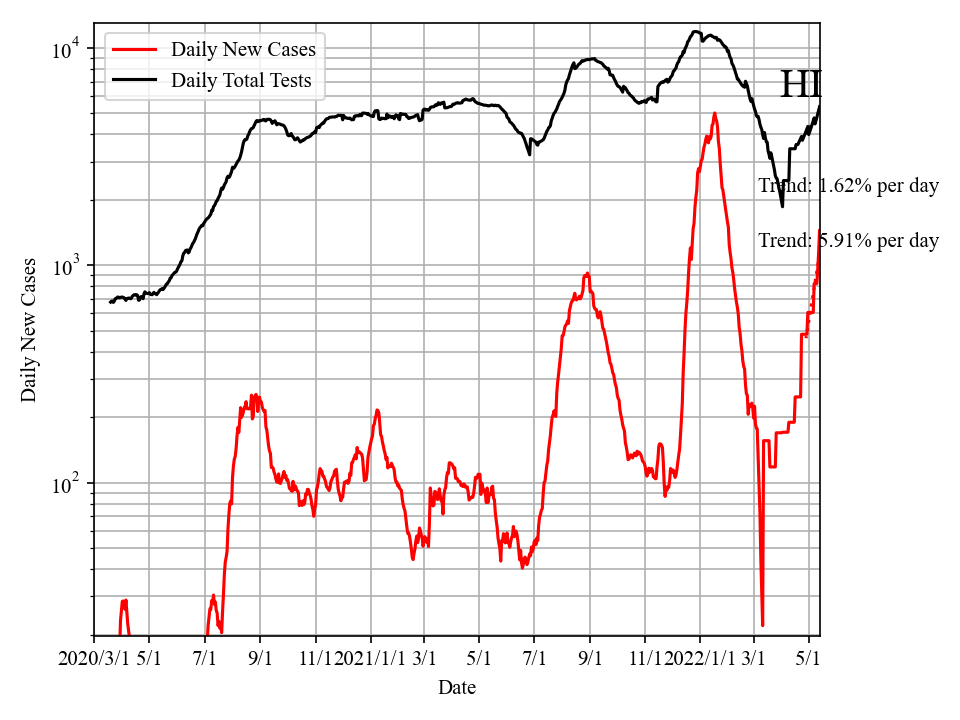 Daily New Cases
Daily Total Tests
HI
Trend: 1.62% per day
Trend: 5.91% per day
10^4
10^3
10^2
Daily New Cases
2020/3/1 5/1 7/1 9/1 11/1 2021/1/1 3/1 5/1 7/1 9/1 11/1 2022/1/1 3/1 5/1
Date